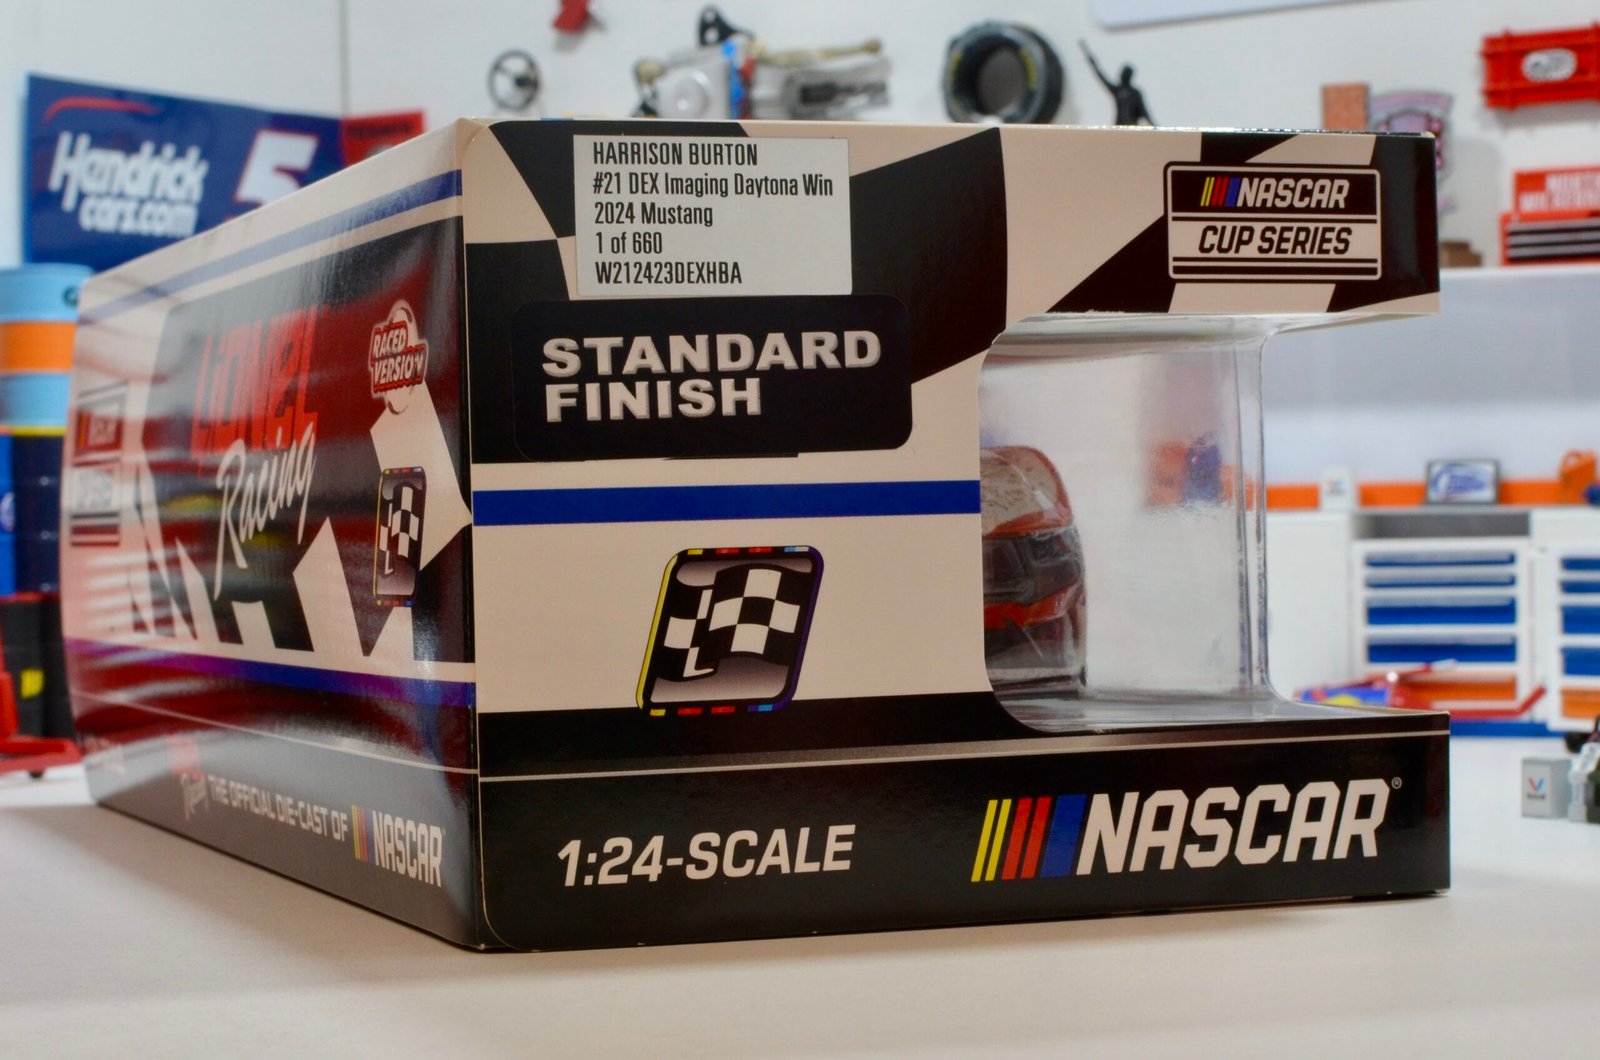 HARRISON BURTON
#21 DEX Imaging Daytona Win
2024 Mustang
1 of 660
W212423DEXHBA
STANDARD
FINISH
NASCAR
CUP SERIES
1:24-SCALE
NASCAR®
LIONEL
Racing
RACED
VERSION
THE OFFICIAL DIE-CAST OF NASCAR
Hendrick
cars.com
5